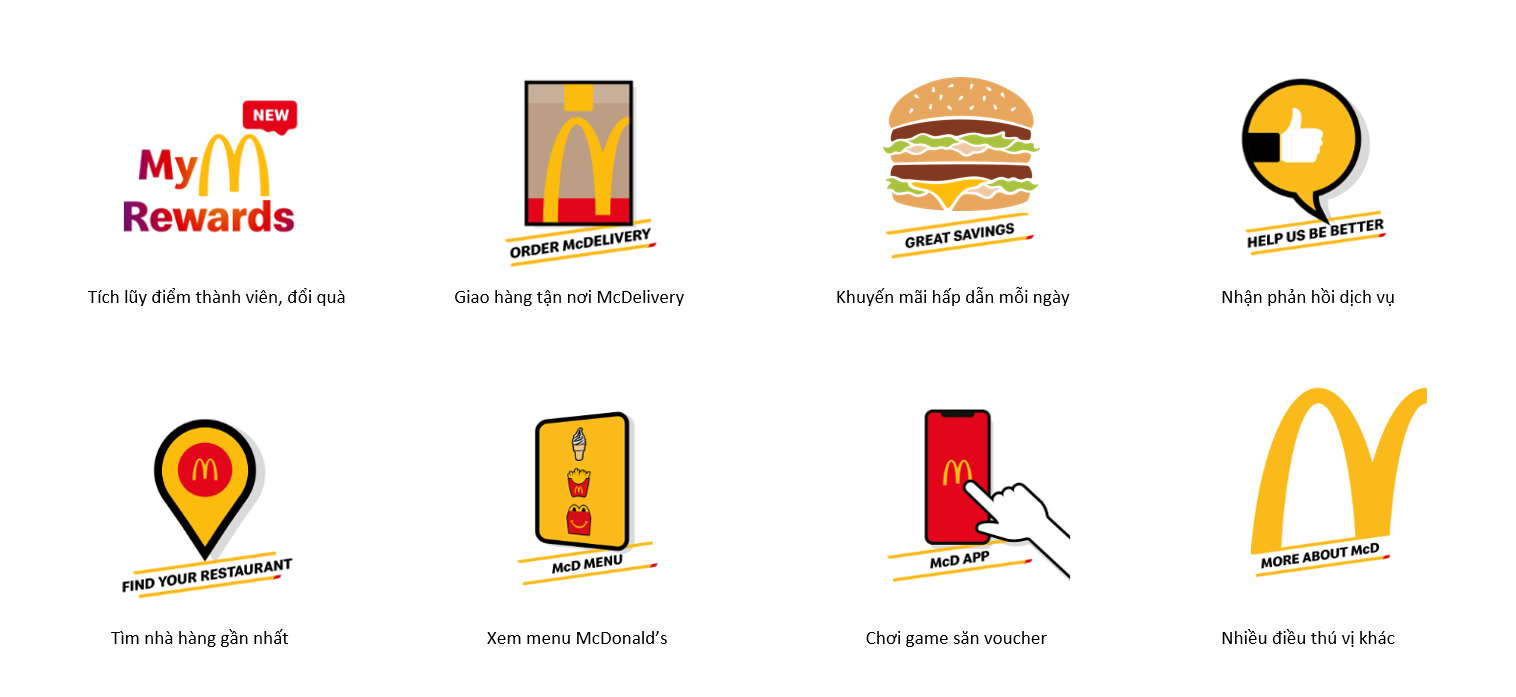 NEW
My
Rewards
ORDER McDELIVERY
GREAT SAVINGS
HELP US BE BETTER
Tích lũy điểm thành viên, đổi quà
Giao hàng tận nơi McDelivery
Khuyến mãi hấp dẫn mỗi ngày
Nhận phản hồi dịch vụ
FIND YOUR RESTAURANT
McD MENU
McD APP
MORE ABOUT McD
Tìm nhà hàng gần nhất
Xem menu McDonald’s
Chơi game săn voucher
Nhiều điều thú vị khác